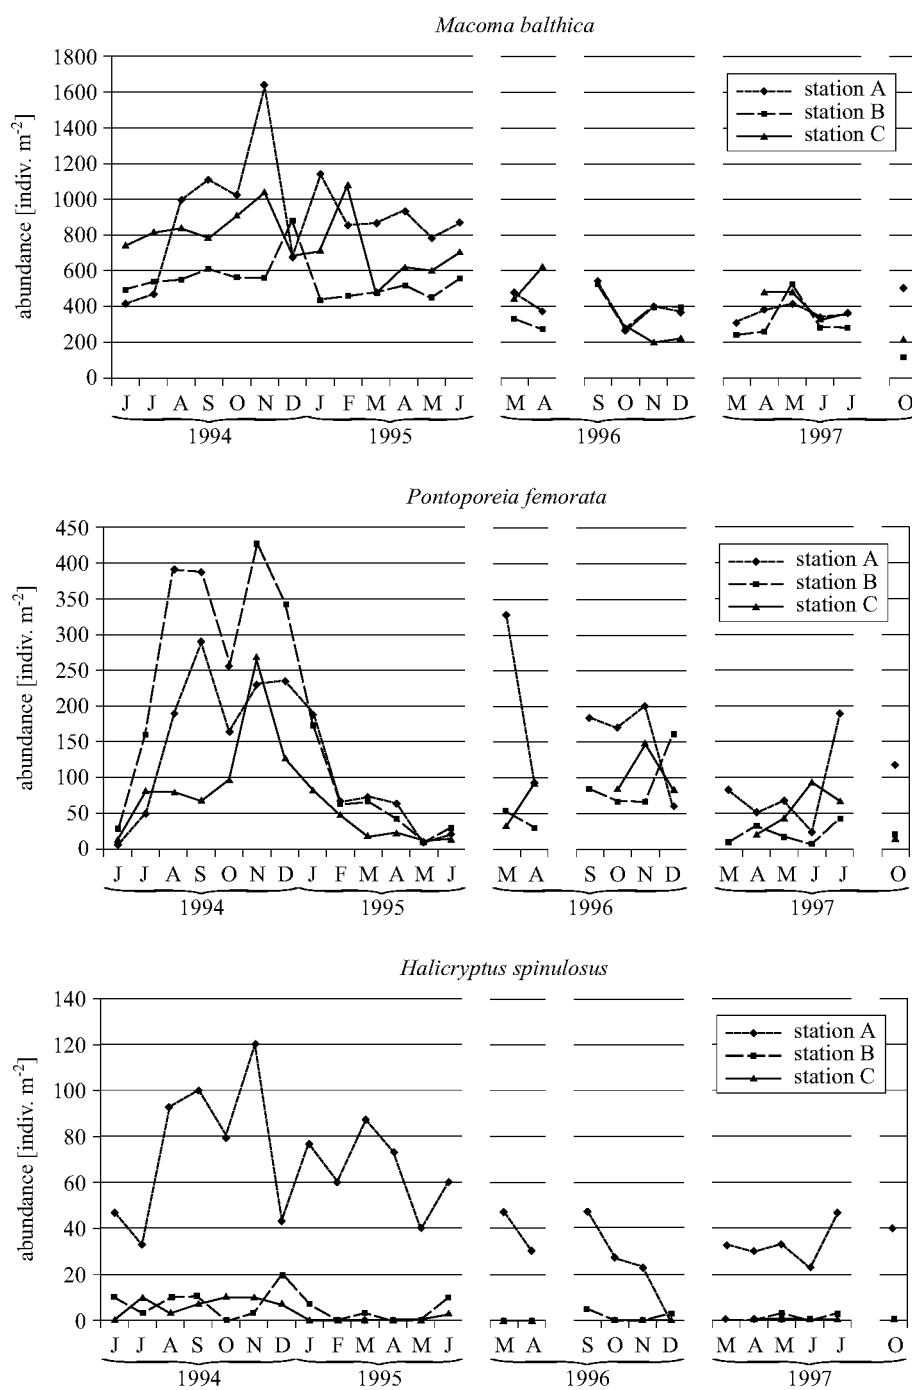 Macoma balthica
1800
1600
1400
1200
1000
800
600
400
200
0
abundance [indiv. m-2]
station A
station B
station C
J J A S O N D J F M A M J M A S O N D M A M J J O
1994 1995 1996 1997
Pontoporeia femorata
450
400
350
300
250
200
150
100
50
0
abundance [indiv. m-2]
station A
station B
station C
J J A S O N D J F M A M J M A S O N D M A M J J O
1994 1995 1996 1997
Halicryptus spinulosus
140
120
100
80
60
40
20
0
abundance [indiv. m-2]
station A
station B
station C
J J A S O N D J F M A M J M A S O N D M A M J J O
1994 1995 1996 1997